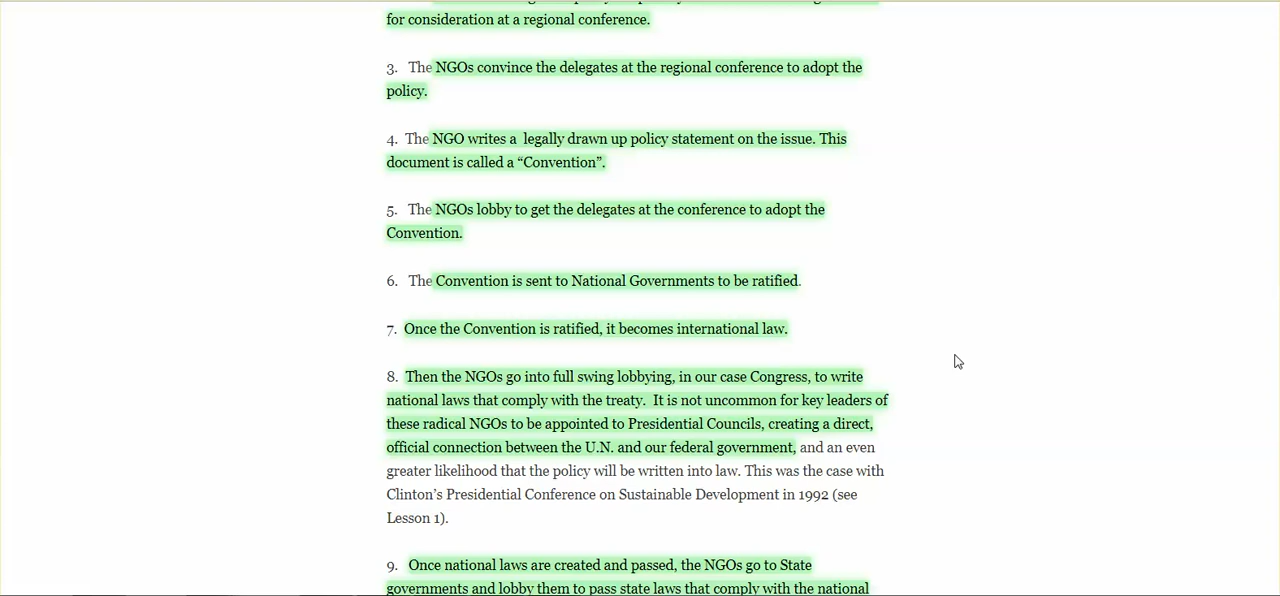 for consideration at a regional conference.
3. The NGOs convince the delegates at the regional conference to adopt the
policy.
4. The NGO writes a legally drawn up policy statement on the issue. This
document is called a “Convention”.
5. The NGOs lobby to get the delegates at the conference to adopt the
Convention.
6. The Convention is sent to National Governments to be ratified.
7. Once the Convention is ratified, it becomes international law.
8. Then the NGOs go into full swing lobbying, in our case Congress, to write
national laws that comply with the treaty. It is not uncommon for key leaders of
these radical NGOs to be appointed to Presidential Councils, creating a direct,
official connection between the U.N. and our federal government, and an even
greater likelihood that the policy will be written into law. This was the case with
Clinton’s Presidential Conference on Sustainable Development in 1992 (see
Lesson 1).
9. Once national laws are created and passed, the NGOs go to State
governments and lobby them to pass state laws that comply with the national